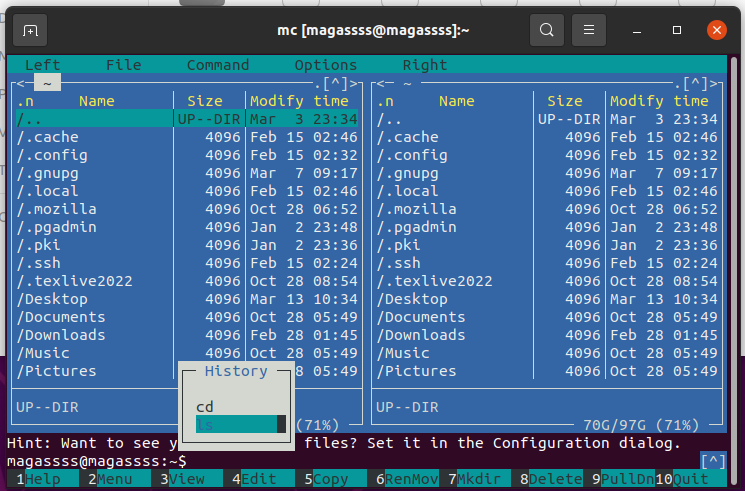 mc [magassss@magassss]:~
Left File Command Options Right
<— ~ .[^]> <— ~ .[^]>
.n Name Size Modify time .n Name Size Modify time
/.. UP--DIR Mar 3 23:34 /.. UP--DIR Mar 3 23:34
/.cache 4096 Feb 15 02:46 /.cache 4096 Feb 15 02:46
/.config 4096 Feb 15 02:32 /.config 4096 Feb 15 02:32
/.gnupg 4096 Mar 7 09:17 /.gnupg 4096 Mar 7 09:17
/.local 4096 Feb 15 02:46 /.local 4096 Feb 15 02:46
/.mozilla 4096 Oct 28 06:52 /.mozilla 4096 Oct 28 06:52
/.pgadmin 4096 Jan 2 23:48 /.pgadmin 4096 Jan 2 23:48
/.pki 4096 Jan 2 23:36 /.pki 4096 Jan 2 23:36
/.ssh 4096 Feb 15 02:24 /.ssh 4096 Feb 15 02:24
/.texlive2022 4096 Oct 28 08:54 /.texlive2022 4096 Oct 28 08:54
/Desktop 4096 Mar 13 10:34 /Desktop 4096 Mar 13 10:34
/Documents 4096 Oct 28 05:49 /Documents 4096 Oct 28 05:49
/Downloads 4096 Feb 28 01:45 /Downloads 4096 Feb 28 01:45
/Music 4096 Oct 28 05:49 /Music 4096 Oct 28 05:49
/Pictures 8 05:49 /Pictures 4096 Oct 28 05:49
History
UP--DIR cd UP--DIR
ls (71%) 70G/97G (71%)
Hint: Want to see y files? Set it in the Configuration dialog.
magassss@magassss:~$ [^]
1Help 2Menu 3View 4Edit 5Copy 6RenMov 7Mkdir 8Delete 9PullDn 10Quit